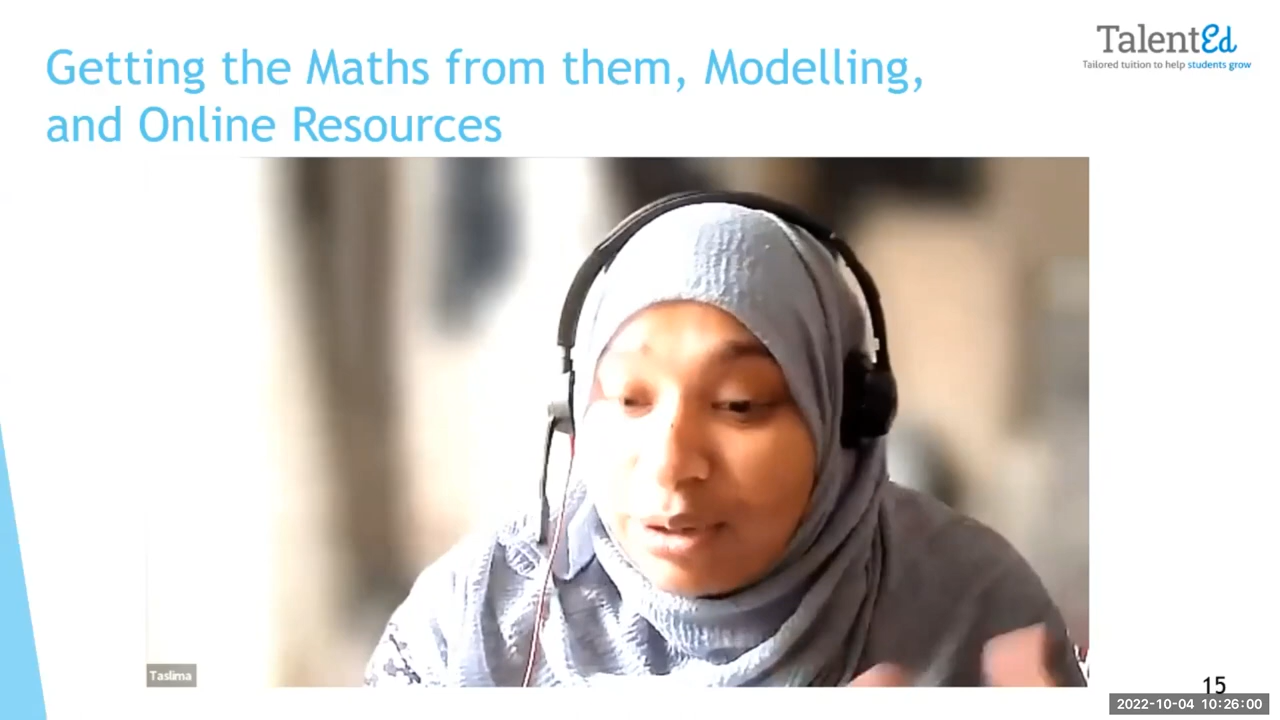 Getting the Maths from them, Modelling,
and Online Resources
TalentEd
Tailored tuition to help students grow
Taslima
15
2022-10-04 10:26:00